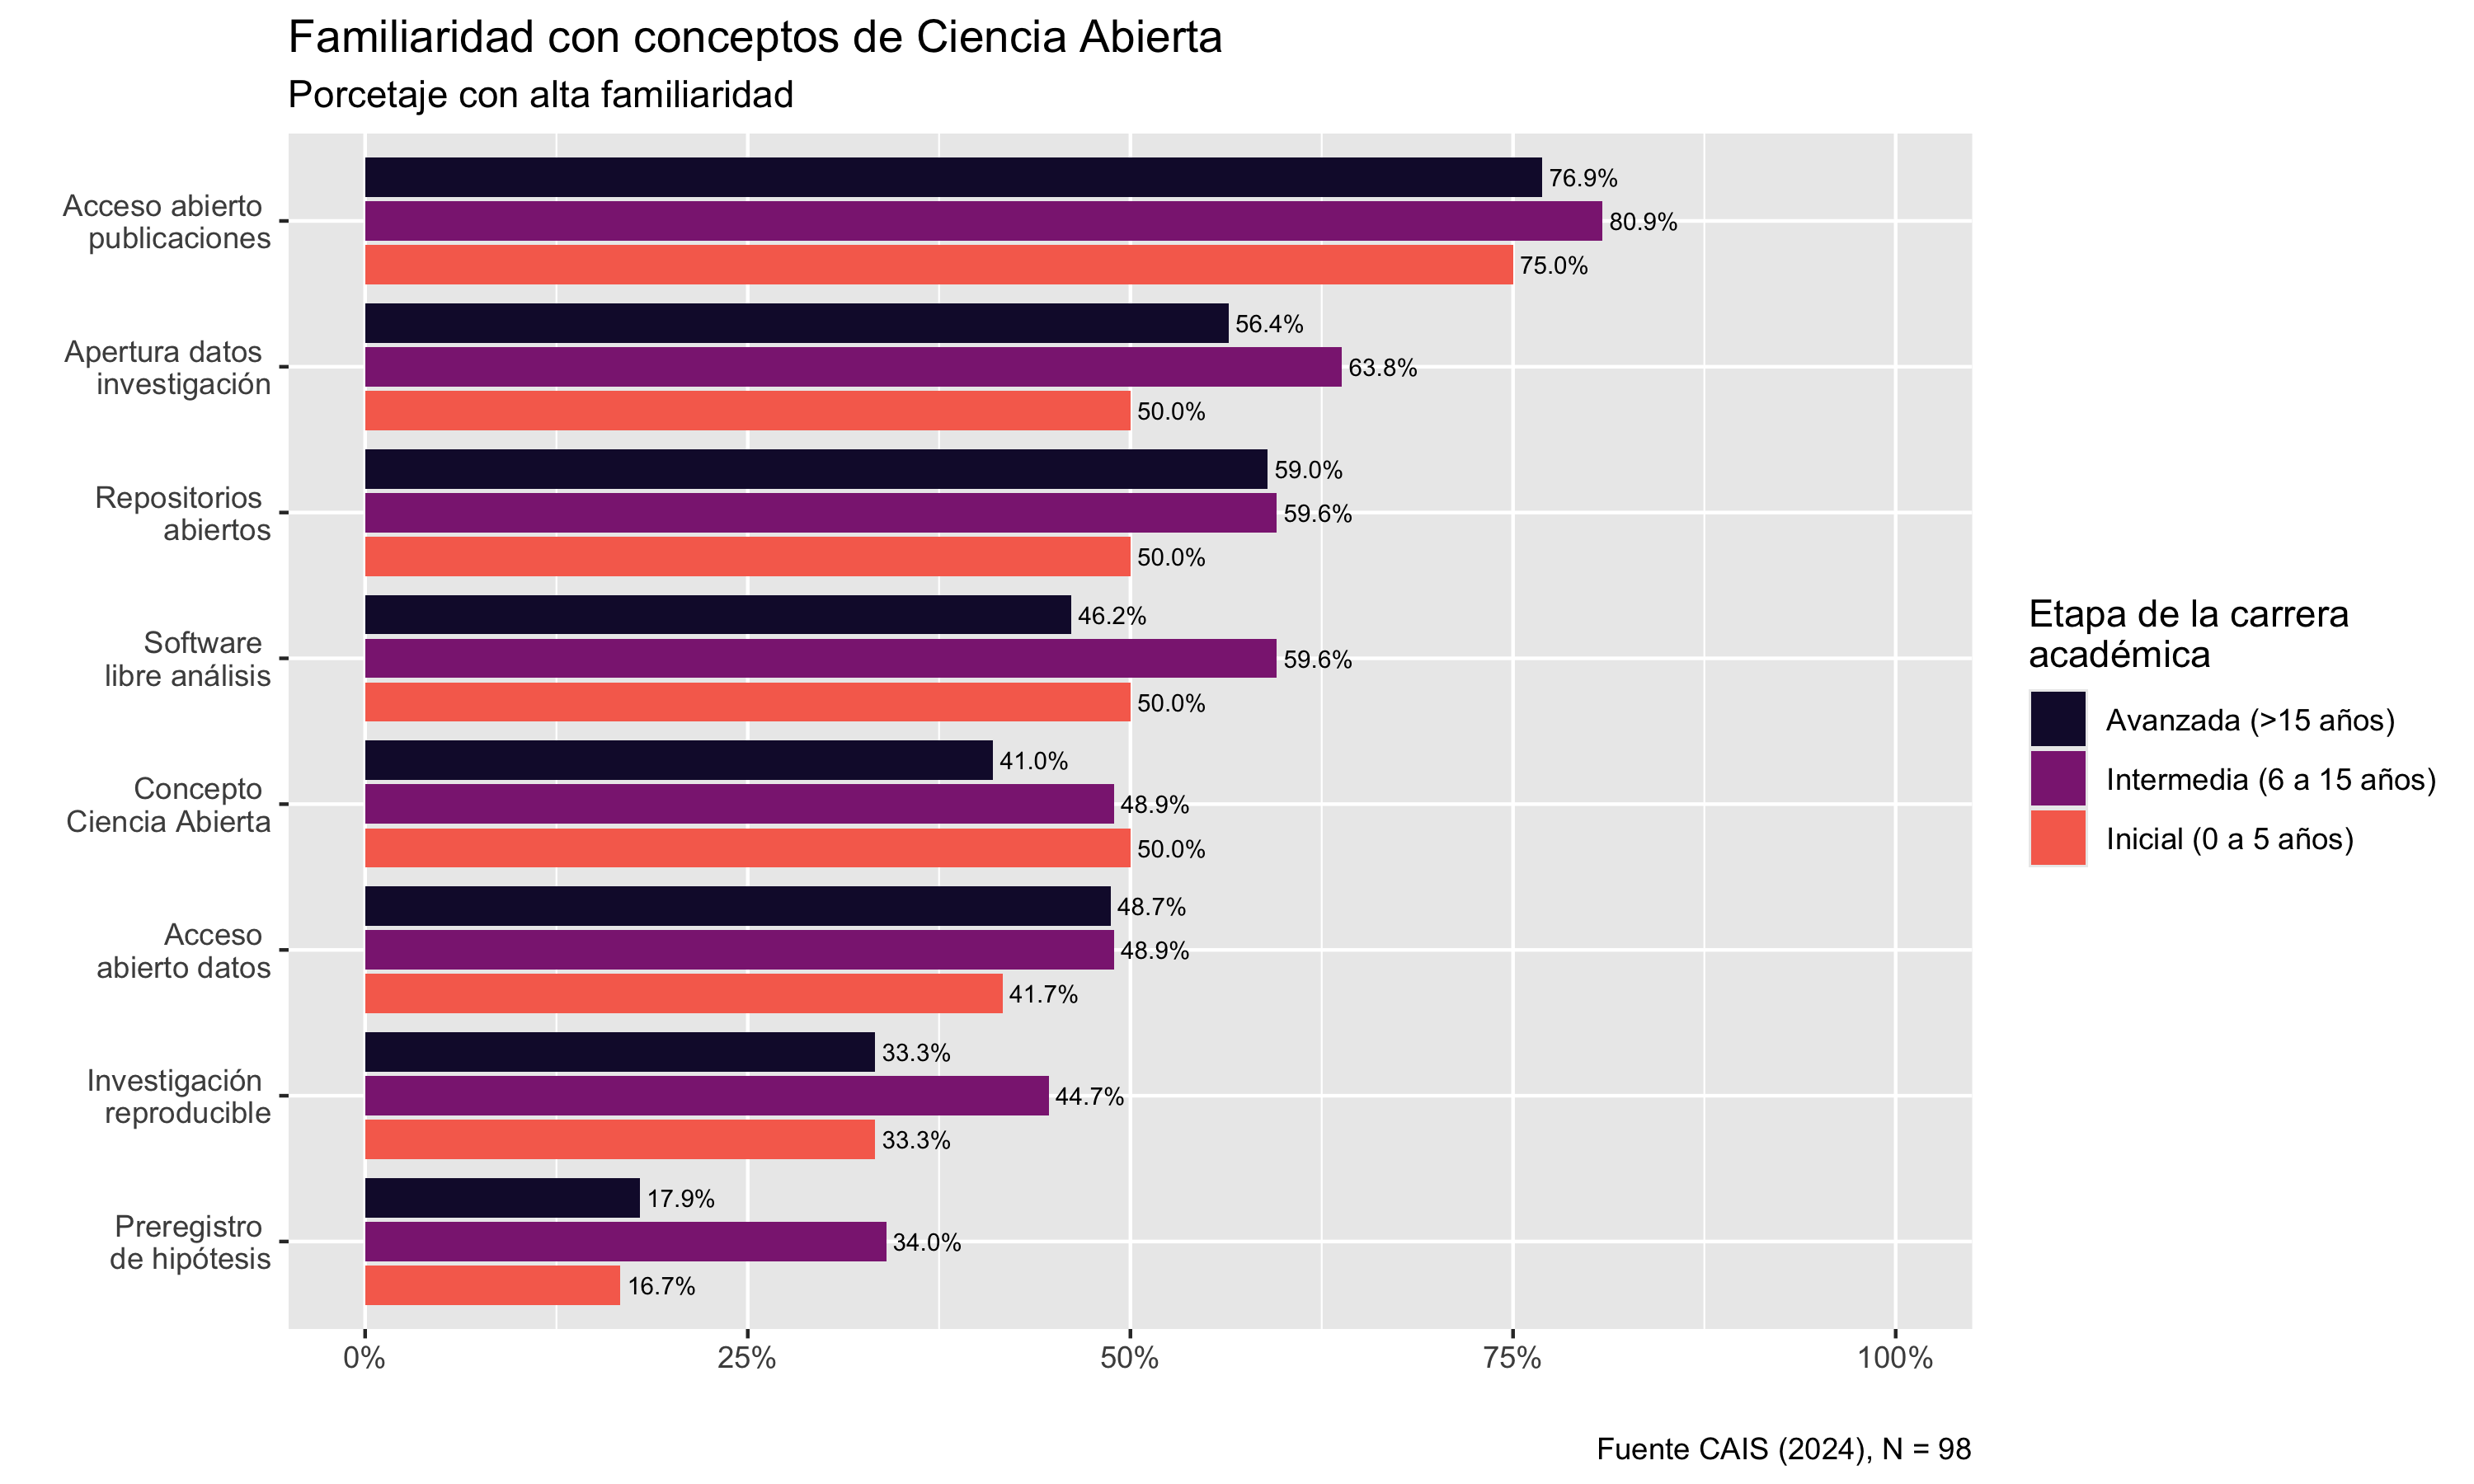 Familiaridad con conceptos de Ciencia Abierta
Porcetaje con alta familiaridad
Acceso abierto
publicaciones
76.9%
80.9%
75.0%
Apertura datos
investigación
56.4%
63.8%
50.0%
Repositorios
abiertos
59.0%
59.6%
50.0%
Software
libre análisis
46.2%
59.6%
50.0%
Concepto
Ciencia Abierta
41.0%
48.9%
50.0%
Acceso
abierto datos
48.7%
48.9%
41.7%
Investigación
reproducible
33.3%
44.7%
33.3%
Preregistro
de hipótesis
17.9%
34.0%
16.7%
0% 25% 50% 75% 100%
Etapa de la carrera
académica
Avanzada (>15 años)
Intermedia (6 a 15 años)
Inicial (0 a 5 años)
Fuente CAIS (2024), N = 98